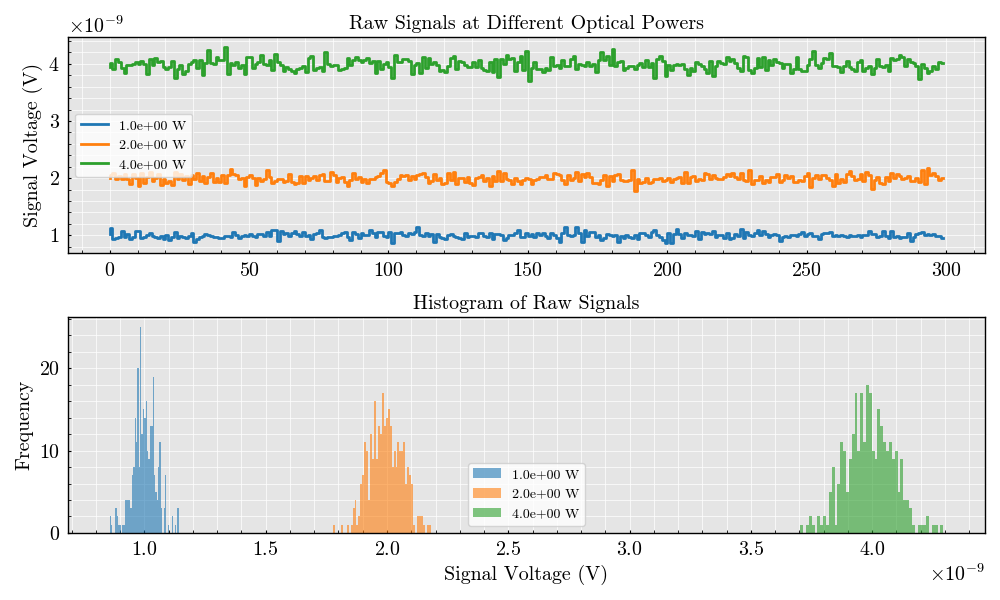 Raw Signals at Different Optical Powers
×10⁻⁹
Signal Voltage (V)
4
3
2
1
1.0e+00 W
2.0e+00 W
4.0e+00 W
0 50 100 150 200 250 300
Histogram of Raw Signals
Frequency
20
10
0
1.0e+00 W
2.0e+00 W
4.0e+00 W
1.0 1.5 2.0 2.5 3.0 3.5 4.0
Signal Voltage (V)
×10⁻⁹